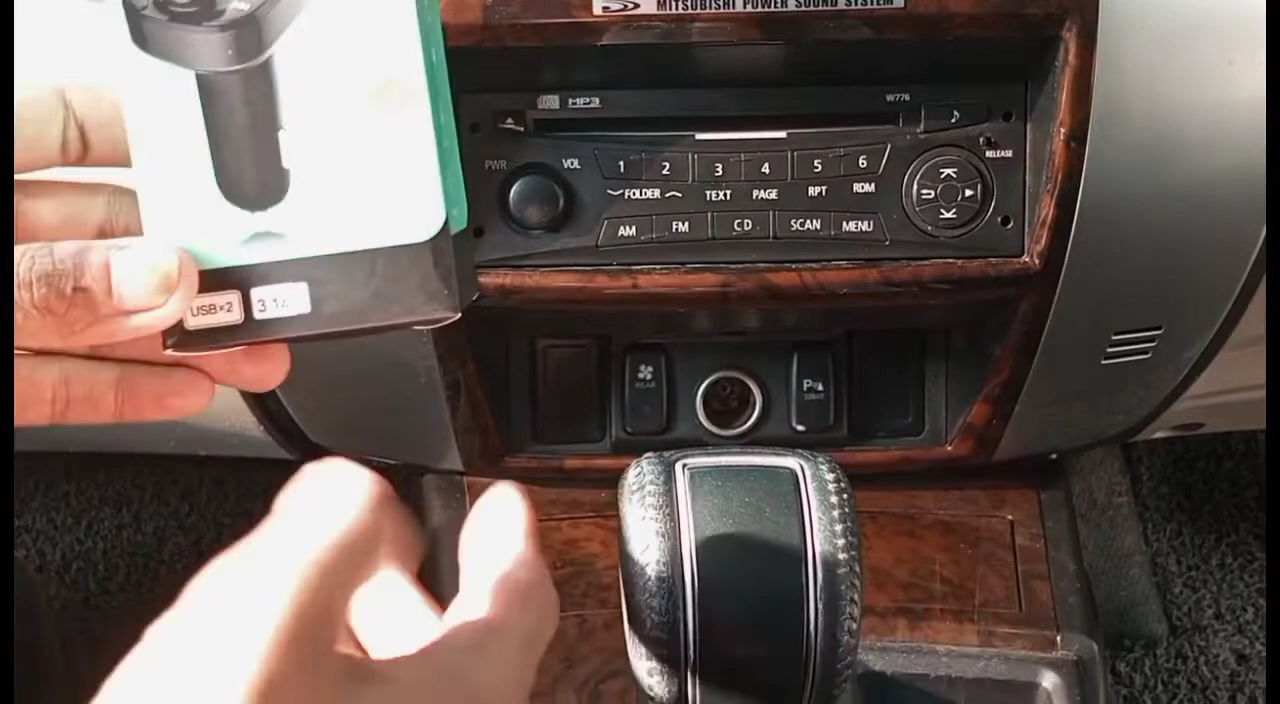 MITSUBISHI POWER SOUND SYSTEM
MP3
W776
RELEASE
PWR
VOL
1 2 3 4 5 6
FOLDER TEXT PAGE RPT RDM
AM FM CD SCAN MENU
USB×2
REAR
P
SONAR